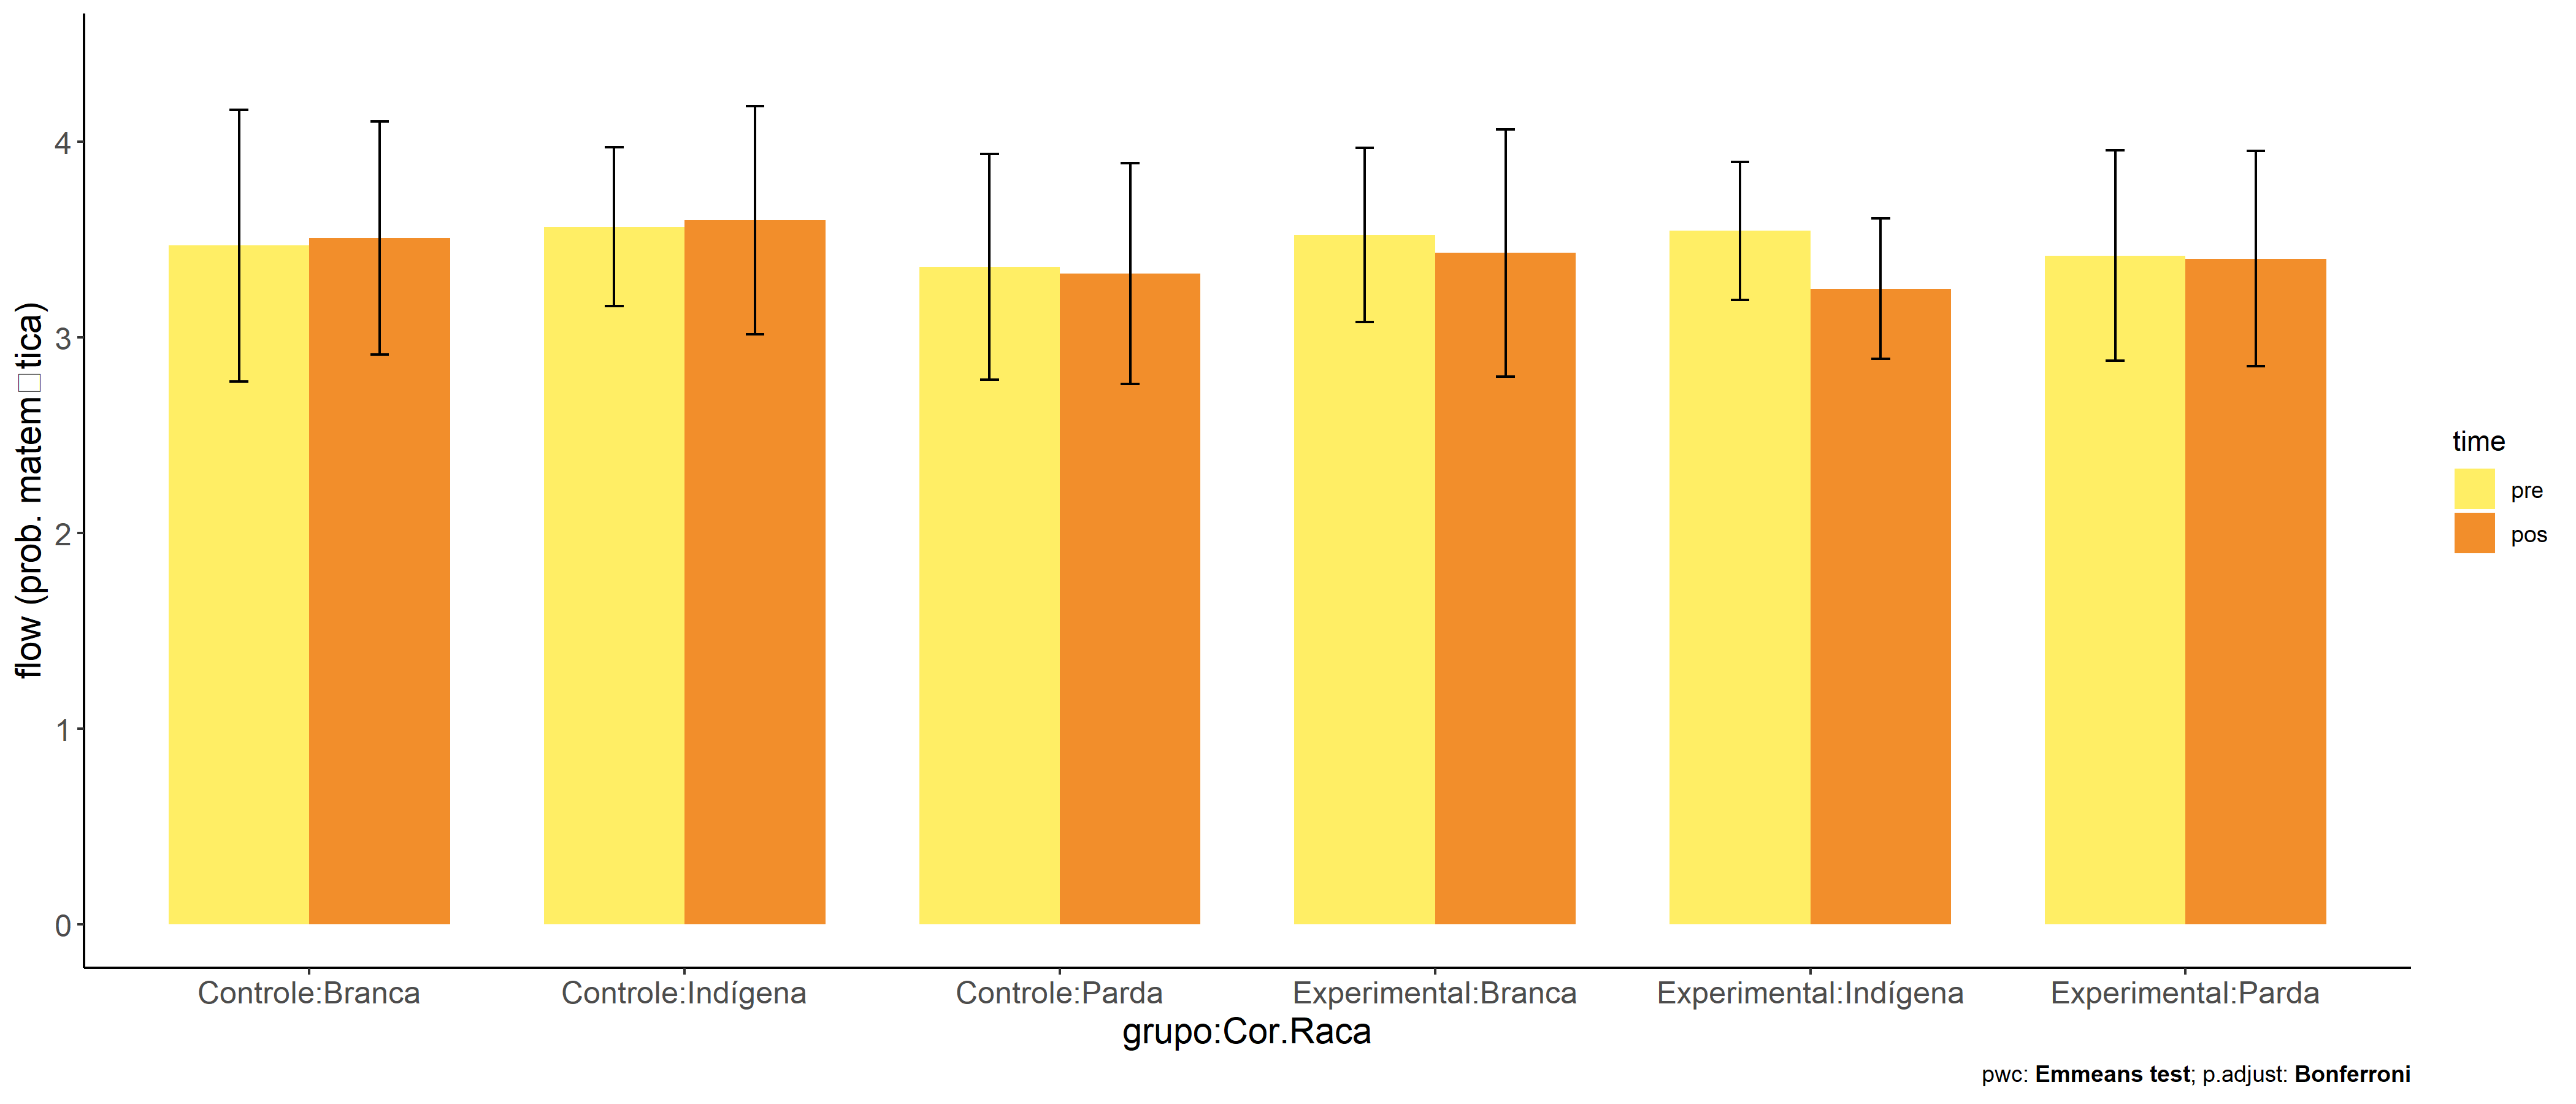 flow (prob. matem□tica)
4
3
2
1
0
Controle:Branca
Controle:Indígena
Controle:Parda
Experimental:Branca
Experimental:Indígena
Experimental:Parda
grupo:Cor.Raca
time
pre
pos
pwc: Emmeans test; p.adjust: Bonferroni